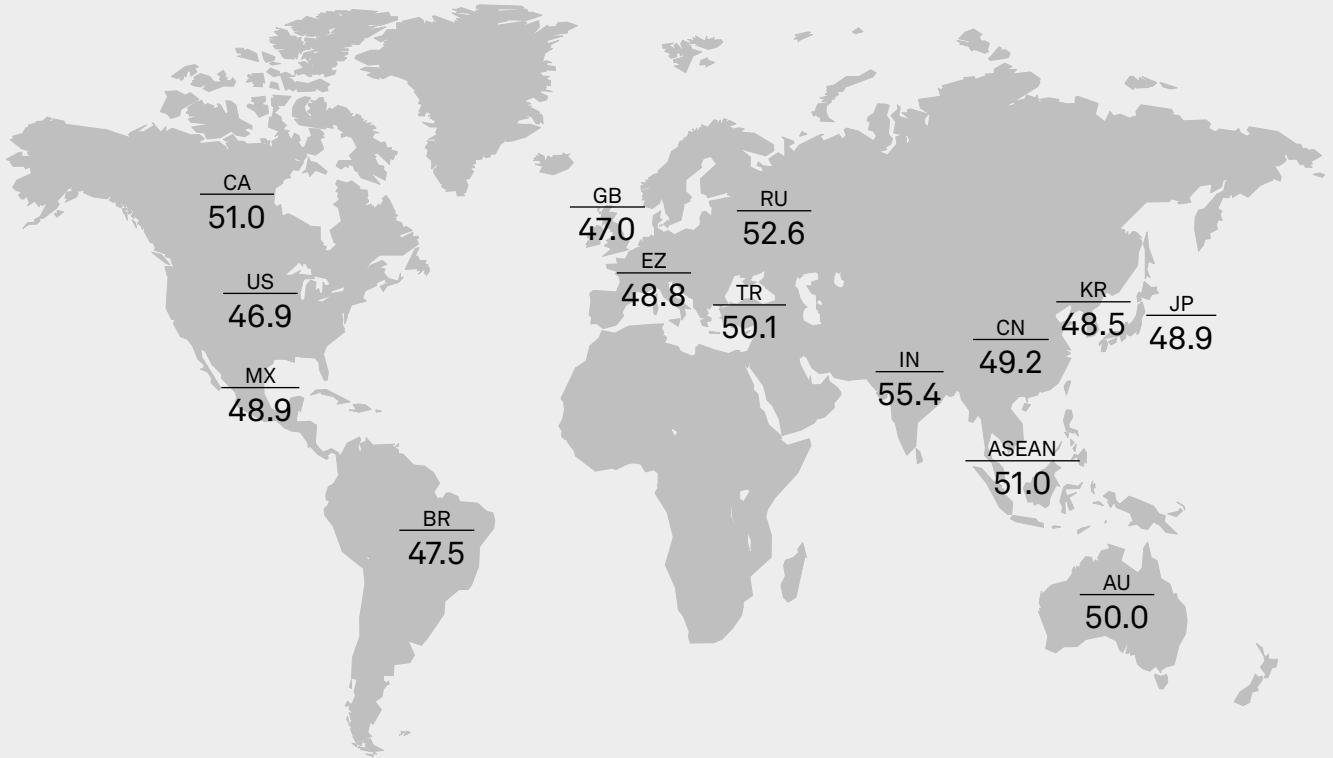 CA
51.0
US
46.9
MX
48.9
BR
47.5
GB
47.0
EZ
48.8
RU
52.6
TR
50.1
IN
55.4
CN
49.2
KR
48.5
JP
48.9
ASEAN
51.0
AU
50.0